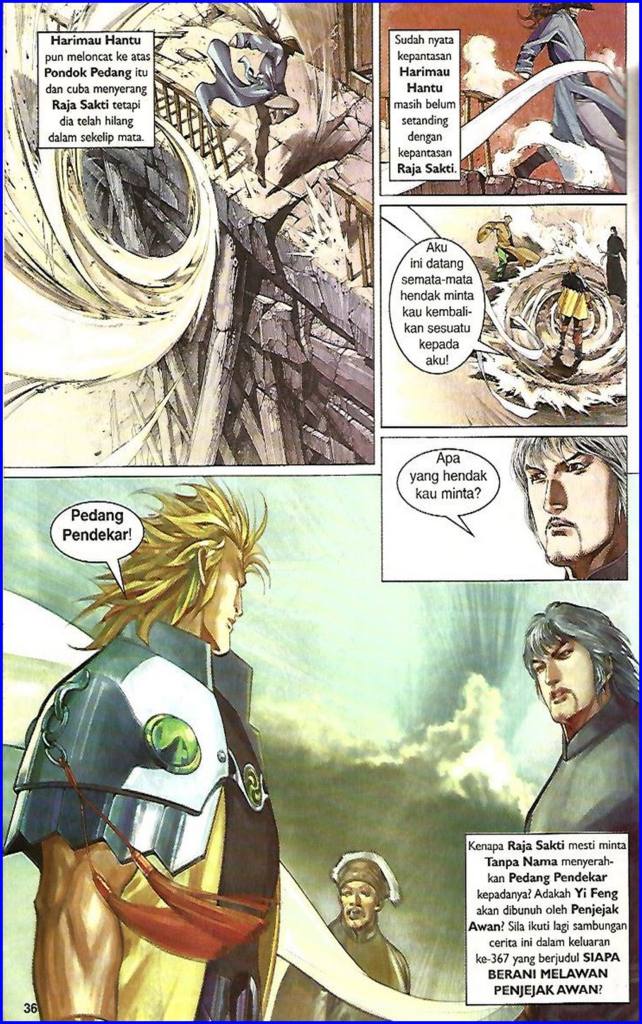 Harimau Hantu
pun meloncat ke atas
Pondok Pedang itu
dan cuba menyerang
Raja Sakti tetapi
dia telah hilang
dalam sekelip mata.
Sudah nyata
kepantasan
Harimau
Hantu
masih belum
setanding
dengan
kepantasan
Raja Sakti.
Aku
ini datang
semata-mata
hendak minta
kau kembali-
kan sesuatu
kepada
aku!
Apa
yang hendak
kau minta?
Pedang
Pendekar!
Kenapa Raja Sakti mesti minta
Tanpa Nama menyerah-
kan Pedang Pendekar
kepadanya? Adakah Yi Feng
akan dibunuh oleh Penjejak
Awan? Sila ikuti lagi sambungan
cerita ini dalam keluaran
ke-367 yang berjudul SIAPA
BERANI MELAWAN
PENJEJAK AWAN?
36